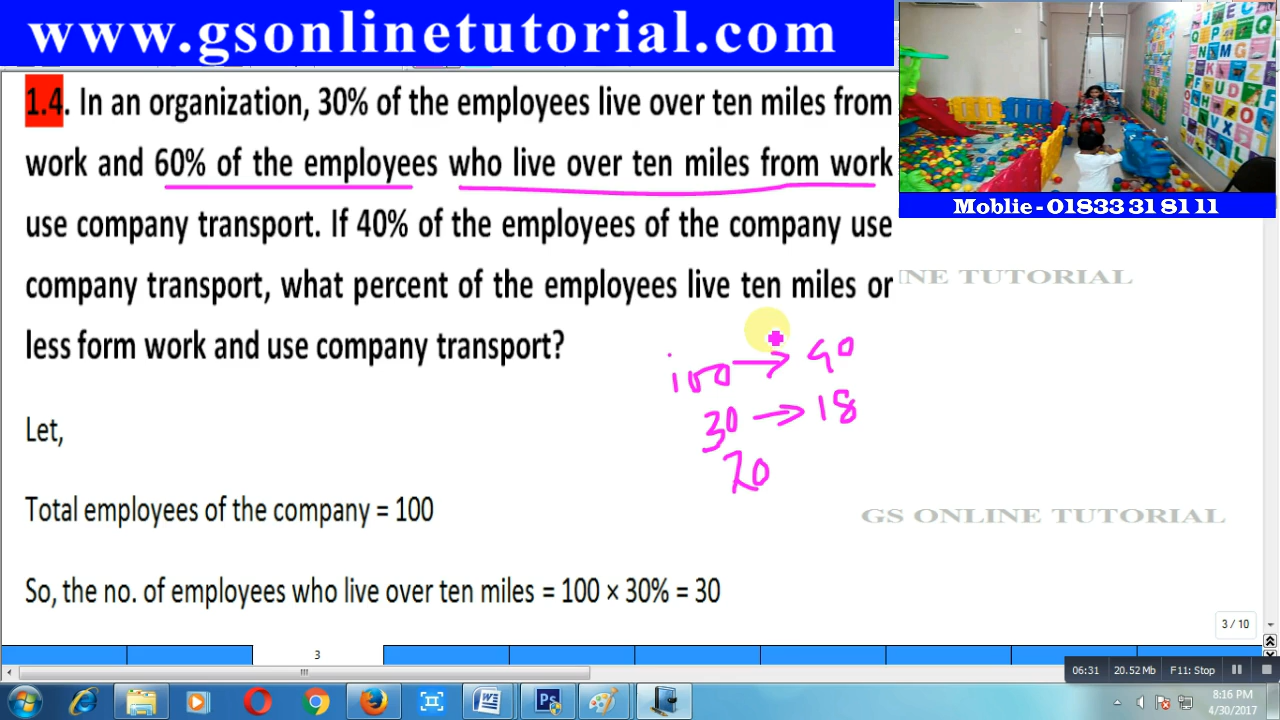 www.gsonlinetutorial.com
1.4. In an organization, 30% of the employees live over ten miles from
work and 60% of the employees who live over ten miles from work
use company transport. If 40% of the employees of the company use
company transport, what percent of the employees live ten miles or
less form work and use company transport?
Moblie - 01833 31 81 11
INE TUTORIAL
100 → 40
30 → 18
70
Let,
Total employees of the company = 100
GS ONLINE TUTORIAL
So, the no. of employees who live over ten miles = 100 × 30% = 30
3 / 10
3
06:31 20.52 Mb F11: Stop
8:16 PM
4/30/2017